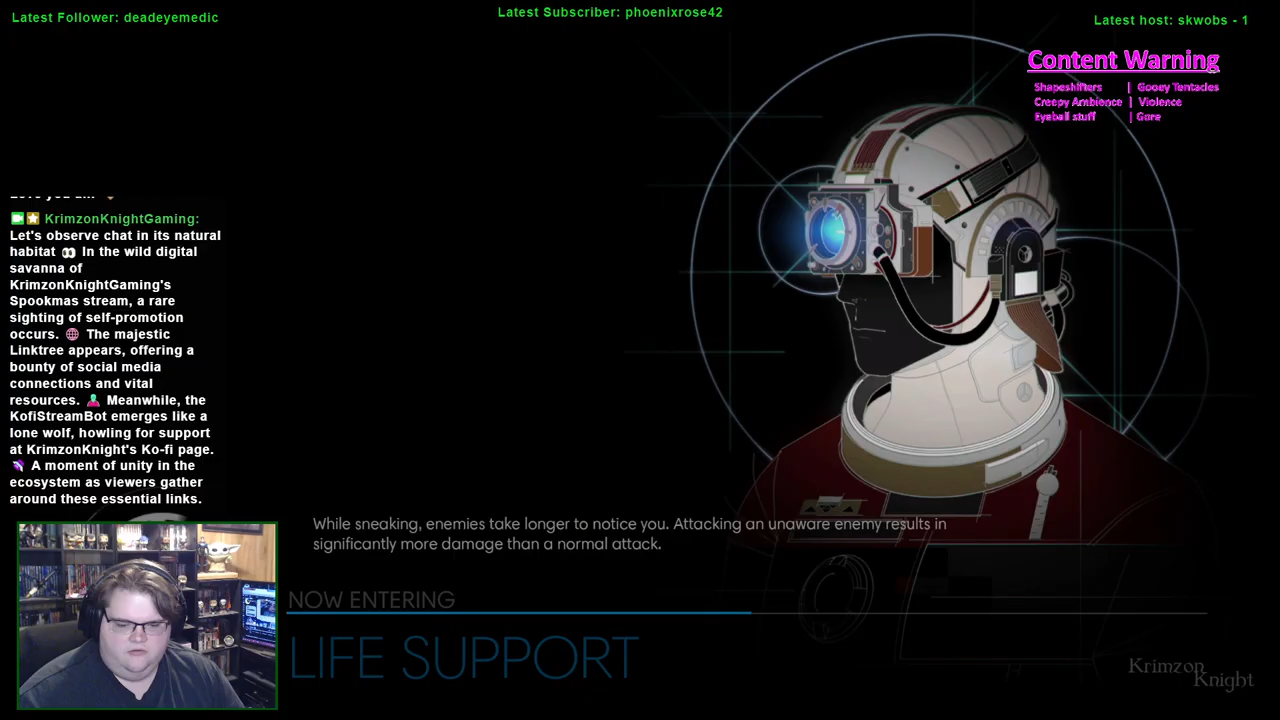 Latest Follower: deadeyemedic
Latest Subscriber: phoenixrose42
Latest host: skwobs - 1
Content Warning
Shapeshifters | Gooey Tentacles
Creepy Ambience | Violence
Eyeball stuff | Gore
KrimzonKnightGaming:
Let's observe chat in its natural
habitat 👀 In the wild digital
savanna of
KrimzonKnightGaming's
Spookmas stream, a rare
sighting of self-promotion
occurs. 🌐 The majestic
Linktree appears, offering a
bounty of social media
connections and vital
resources. 👤 Meanwhile, the
KofiStreamBot emerges like a
lone wolf, howling for support
at KrimzonKnight's Ko-fi page.
A moment of unity in the
ecosystem as viewers gather
around these essential links.
While sneaking, enemies take longer to notice you. Attacking an unaware enemy results in
significantly more damage than a normal attack.
NOW ENTERING
LIFE SUPPORT
Krimzon
Knight